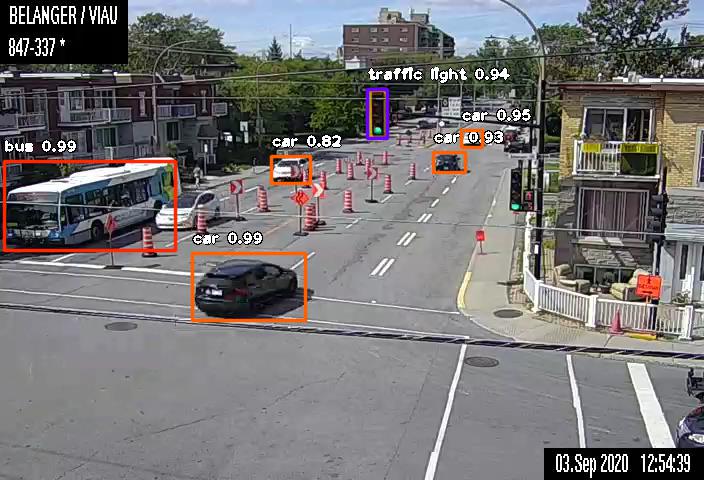 BELANGER / VIAU
847-337 *
traffic light 0.94
car 0.95
car 0.93
car 0.82
bus 0.99
car 0.99
03.Sep 2020 12:54:39